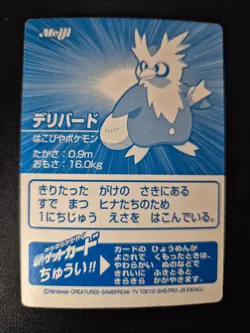 Meiji
デリバード
はこびやポケモン
たかさ:0.9m
おもさ:16.0kg
きりたった がけの さきにある
すで まつ ヒナたちのため
1にちじゅう えさを はこんでいる。
ゲットカード
ちゅうい!!
カードの ひょうめんが
よごれて くもったときは、
やわらかい ぬのなどで
きれいに ふきとると
きらきら かがやきます。
©Nintendo·CREATURES·GAMEFREAK·TV TOKYO·SHO-PRO·JR KIKAKU